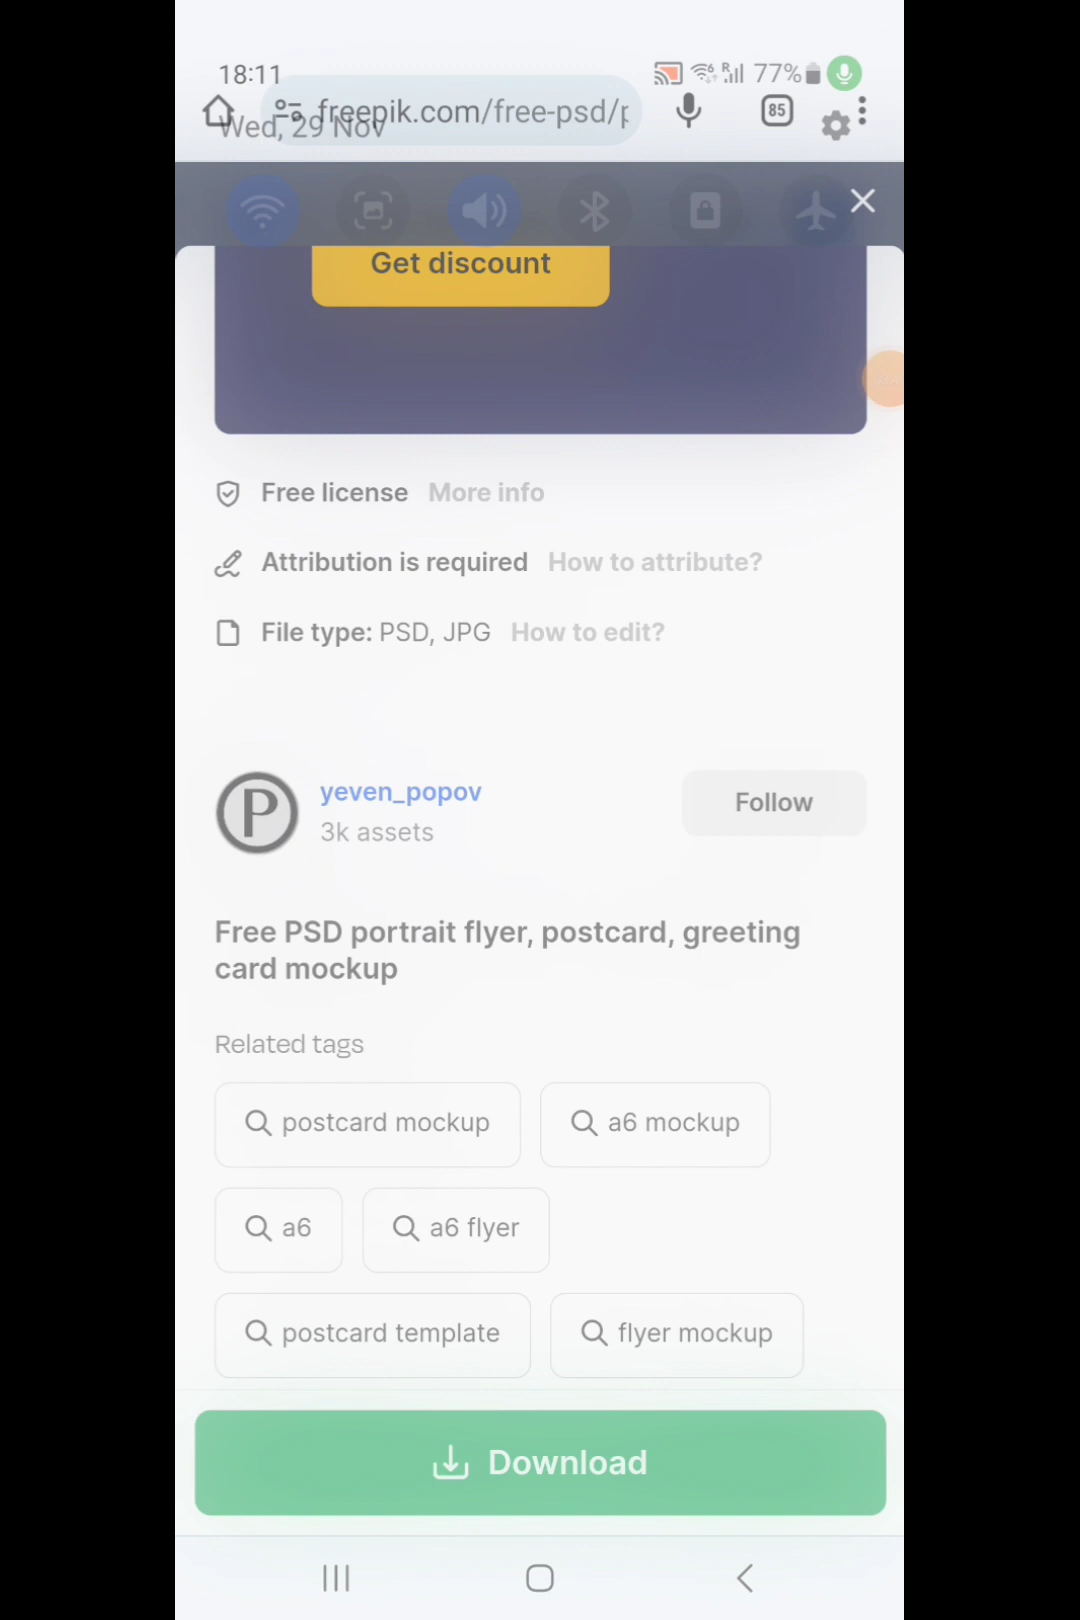 18:11
77%
freepik.com/free-psd/p
85
Wed, 29 Nov
Get discount
Free license More info
Attribution is required How to attribute?
File type: PSD, JPG How to edit?
P
yeven_popov
3k assets
Follow
Free PSD portrait flyer, postcard, greeting
card mockup
Related tags
postcard mockup
a6 mockup
a6
a6 flyer
postcard template
flyer mockup
Download